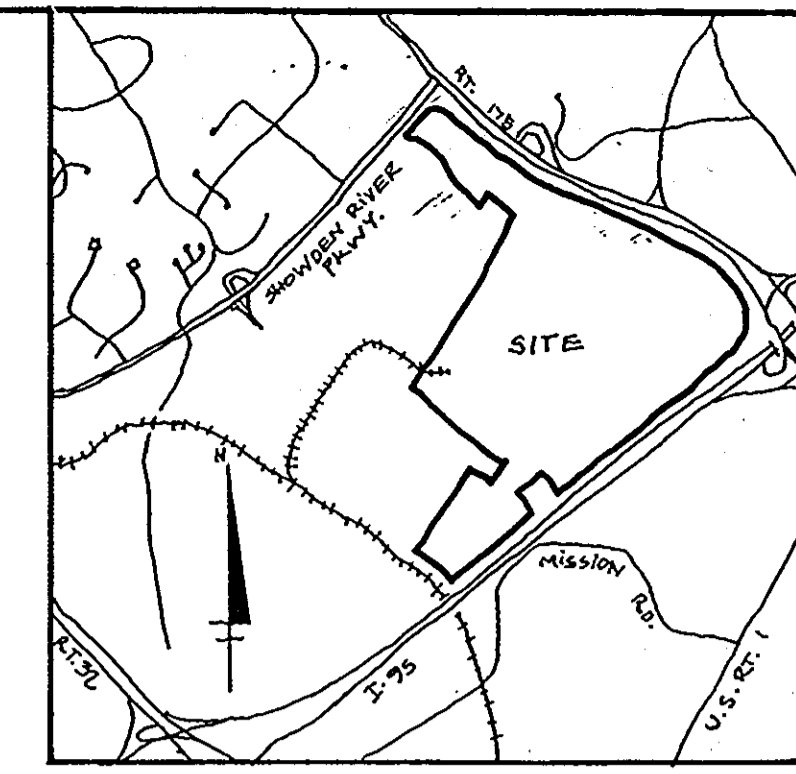 RT. 175
SNOWDEN RIVER
PKWY.
SITE
N
MISSION
RD.
RT. 32
I-95
U.S. RT. 1